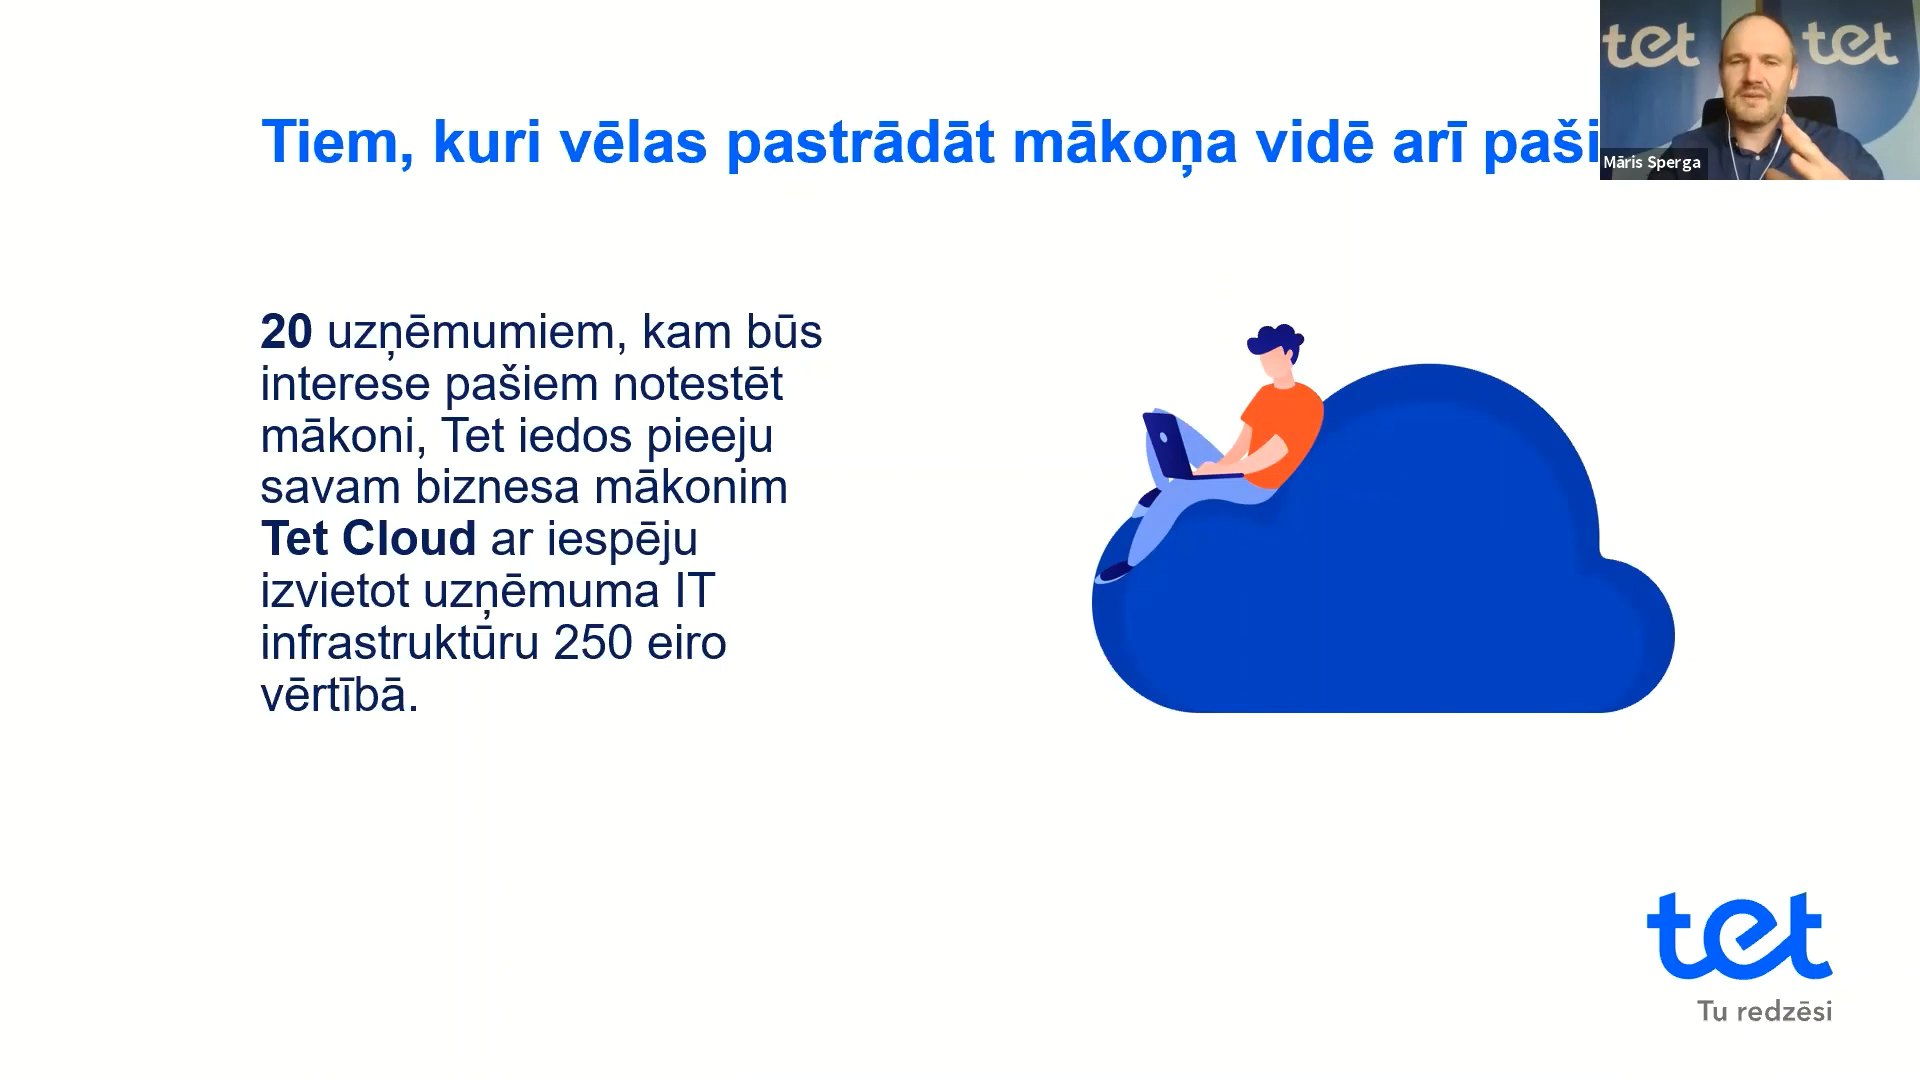 Tiem, kuri vēlas pastrādāt mākoņa vidē arī paši
tet
tet
Māris Sperga
20 uzņēmumiem, kam būs
interese pašiem notestēt
mākoni, Tet iedos pieeju
savam biznesa mākonim
Tet Cloud ar iespēju
izvietot uzņēmuma IT
infrastruktūru 250 eiro
vērtībā.
tet
Tu redzēsi